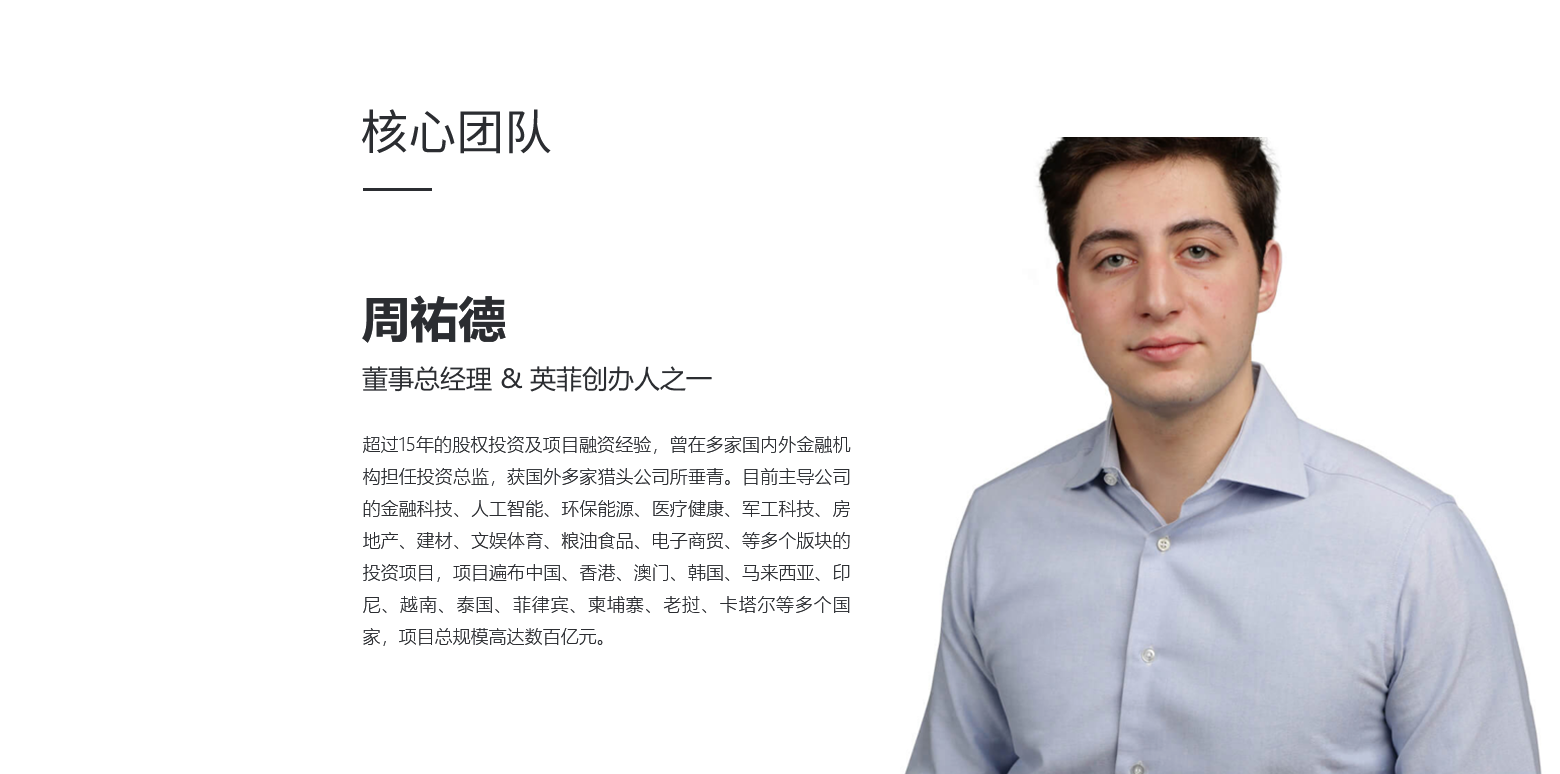 核心团队
周祐德
董事总经理 & 英菲创办人之一
超过15年的股权投资及项目融资经验，曾在多家国内外金融机
构担任投资总监，获国外多家猎头公司所垂青。目前主导公司
的金融科技、人工智能、环保能源、医疗健康、军工科技、房
地产、建材、文娱体育、粮油食品、电子商贸、等多个版块的
投资项目，项目遍布中国、香港、澳门、韩国、马来西亚、印
尼、越南、泰国、菲律宾、柬埔寨、老挝、卡塔尔等多个国
家，项目总规模高达数百亿元。